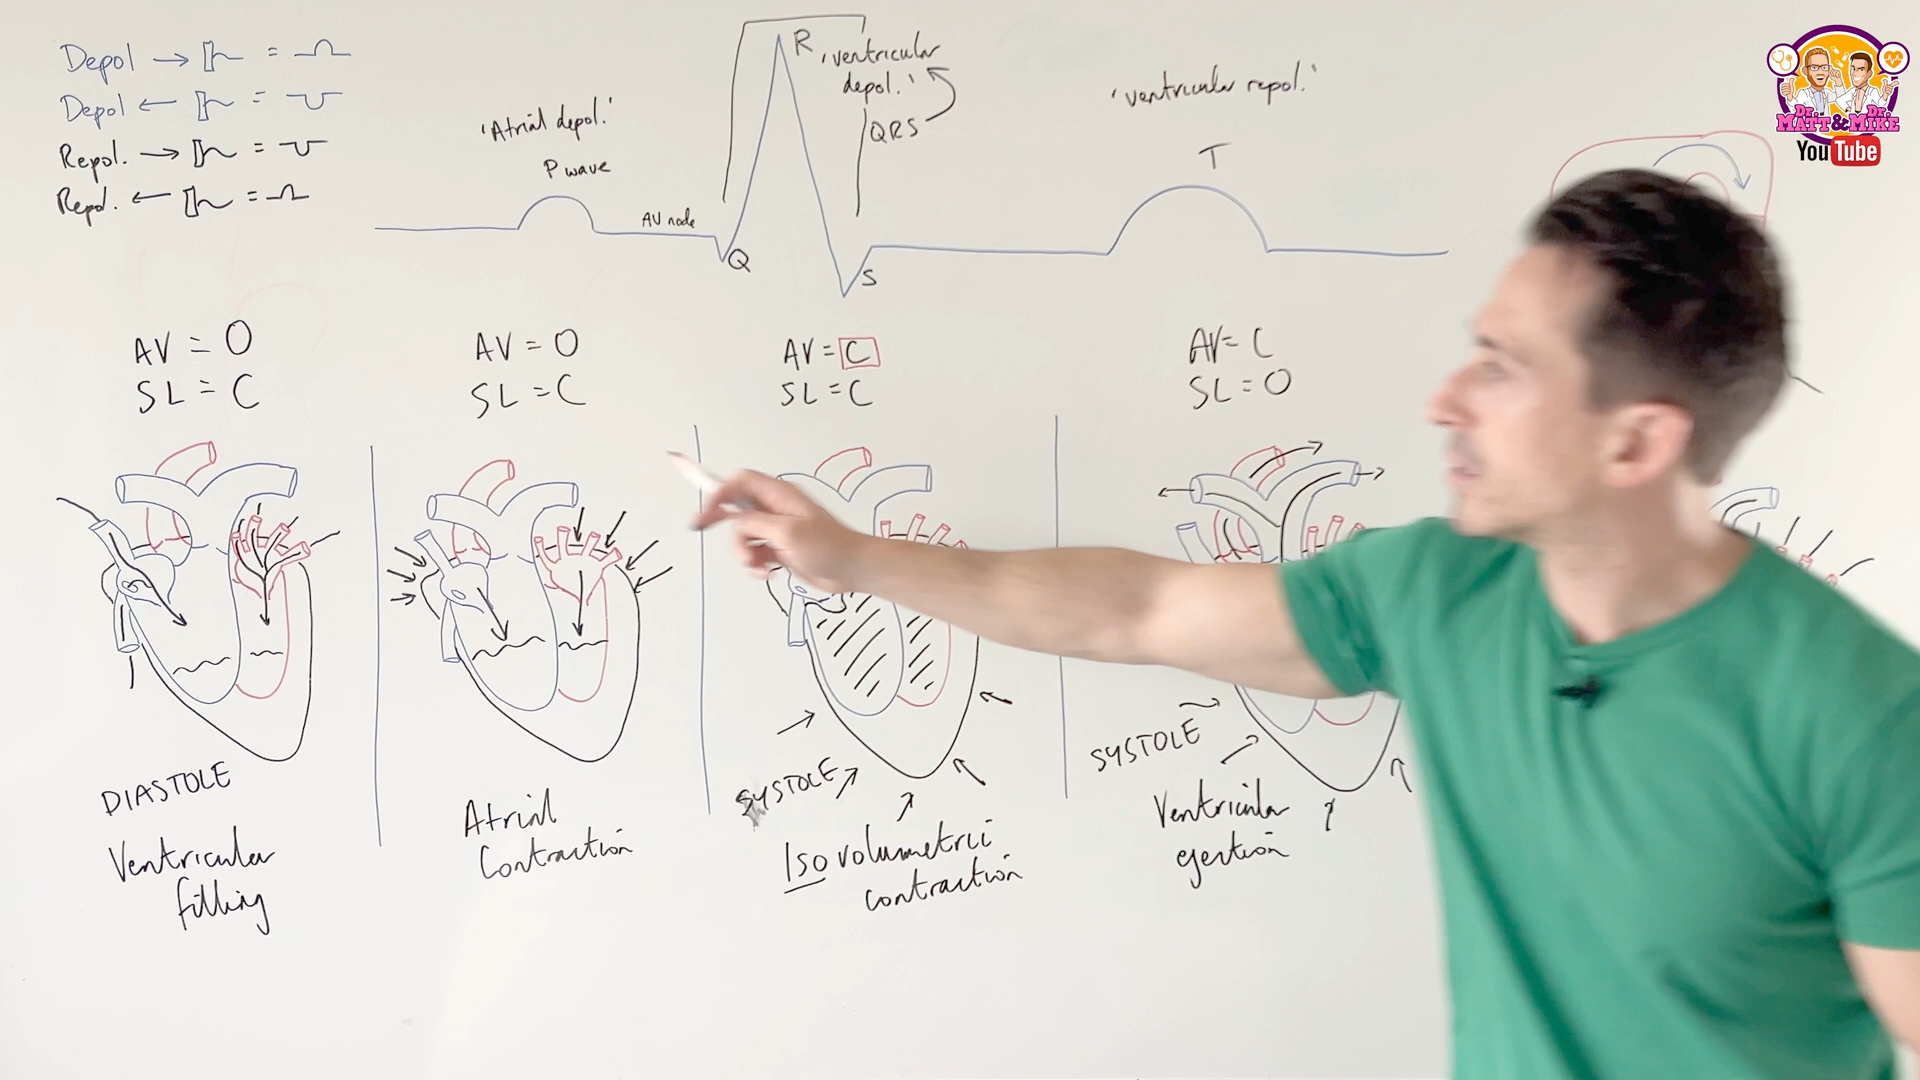 Depol → = 
Depol ← =
Repol. → =
Repol. ← =
'Atrial depol.'
P wave
AV node
Q
R
S
'ventricular
depol.'
QRS
'ventricular repol.'
T
AV = O
SL = C
AV = O
SL = C
AV = C
SL = C
AV = C
SL = O
DIASTOLE
Ventricular
filling
Atrial
Contraction
SYSTOLE
Isovolumetric
contraction
SYSTOLE
Ventricular
ejection
Dr. Dr.
MATT & MIKE
YouTube